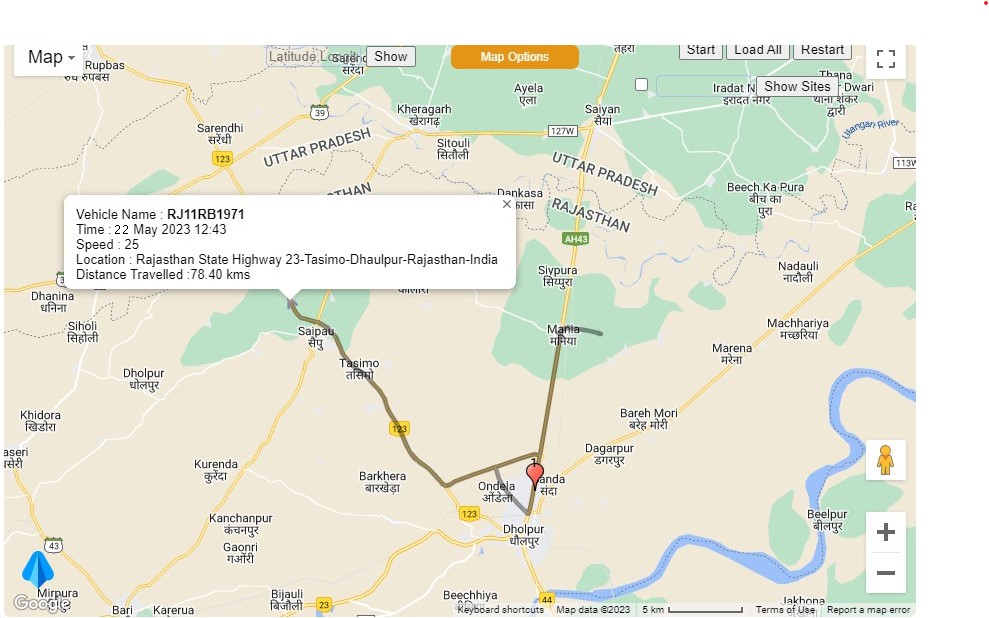 Map
Latitude,Longit
Show
Map Options
Start
Load All
Restart
Show Sites
Rupbas
रुपबस
सरेंदा
39
Kheragarh
खेरागढ़
Ayela
एला
Saiyan
सैंया
Iradat N
इरादत नगर
Thana
Dwari
थाना शंकर
द्वारी
Sarendhi
सरेंधी
123
UTTAR PRADESH
Sitouli
सितौली
127W
Utangan River
113W
UTTAR PRADESH
RAJASTHAN
Dankasa
Beech Ka Pura
बीच का
पुरा
AH43
Vehicle Name : RJ11RB1971
Time : 22 May 2023 12:43
Speed : 25
Location : Rajasthan State Highway 23-Tasimo-Dhaulpur-Rajasthan-India
Distance Travelled :78.40 kms
Siypura
सिय्पुरा
Nadauli
नादौली
Dhanina
धनिना
Siholi
सिहोली
Saipau
सैपु
Mania
मनिया
Machhariya
मच्छरिया
Marena
मरेना
Tasimo
तसिमो
Dholpur
धोलपुर
Khidora
खिडोरा
123
Bareh Mori
बरेह मोरी
Dagarpur
डगरपुर
Kurenda
कुरेंदा
Barkhera
बारखेड़ा
1
Ondela
ओंडेला
संदा
123
Dholpur
धौलपुर
Beelpur
बीलपुर
Kanchanpur
कंचनपुर
Gaonri
गओंरी
43
Mirpura
Google
Bari
Karerua
Bijauli
बिजौली
23
Beechhiya
44
Jakhona
Keyboard shortcuts
Map data ©2023
5 km
Terms of Use
Report a map error